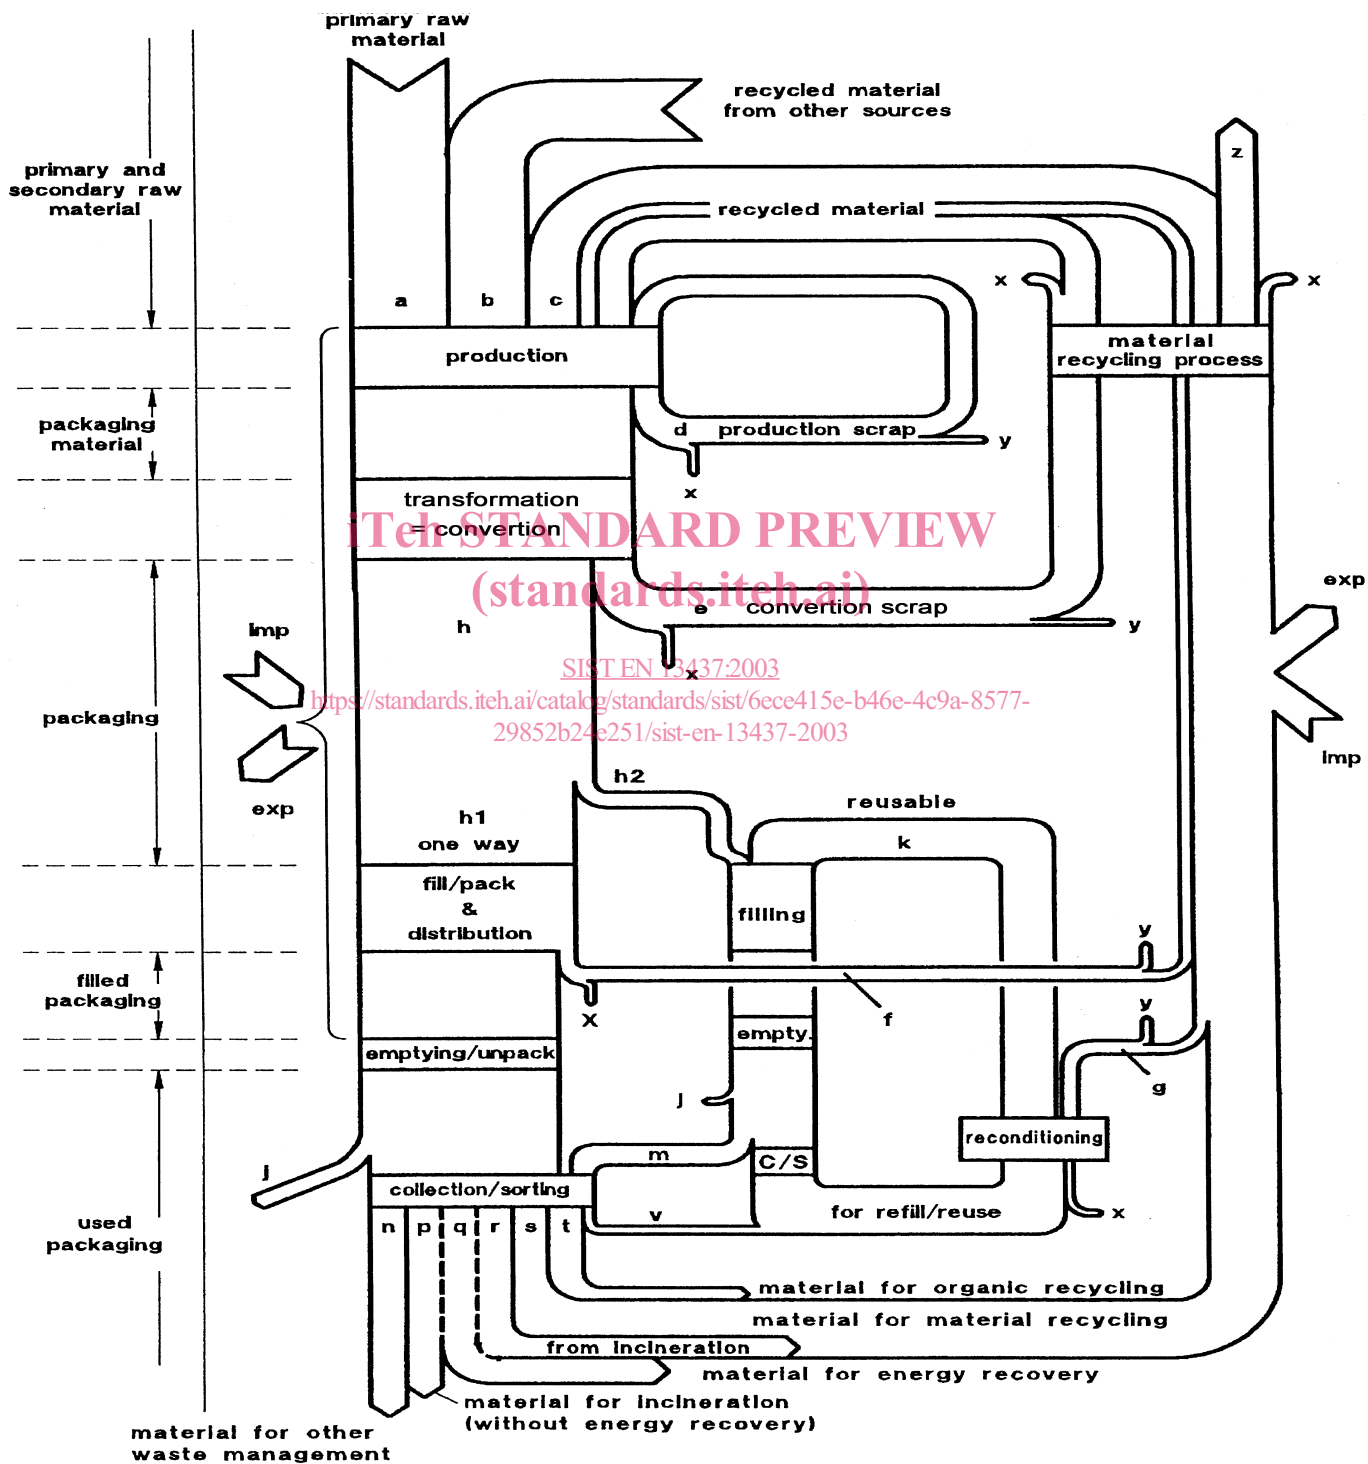 primary raw
material
recycled material
from other sources
z
primary and
secondary raw
material
recycled material
x
x
a
b
c
production
material
recycling process
packaging
material
d production scrap
y
x
transformation
= convertion
iTeh STANDARD PREVIEW
(standards.iteh.ai)
exp
e convertion scrap
y
h
imp
x
SIST EN 13437:2003
https://standards.iteh.ai/catalog/standards/sist/6ece415e-b46e-4c9a-8577-
29852b24e251/sist-en-13437-2003
packaging
imp
exp
h2
reusable
h1
one way
k
fill/pack
&
distribution
filling
y
filled
packaging
X
f
y
empty.
emptying/unpack
g
j
reconditioning
m
C/S
j
collection/sorting
used
packaging
n
p
q
r
s
t
v
for refill/reuse
x
material for organic recycling
material for material recycling
from incineration
material for energy recovery
material for incineration
(without energy recovery)
material for other
waste management